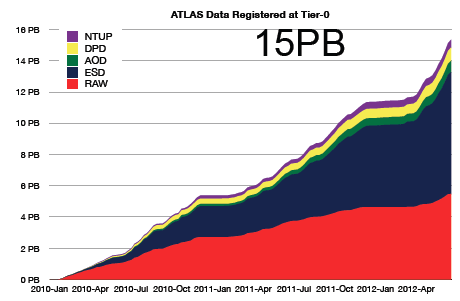 ATLAS Data Registered at Tier-0
15PB
16 PB
14 PB
12 PB
10 PB
8 PB
6 PB
4 PB
2 PB
0 PB
NTUP
DPD
AOD
ESD
RAW
2010-Jan 2010-Apr 2010-Jul 2010-Oct 2011-Jan 2011-Apr 2011-Jul 2011-Oct 2012-Jan 2012-Apr